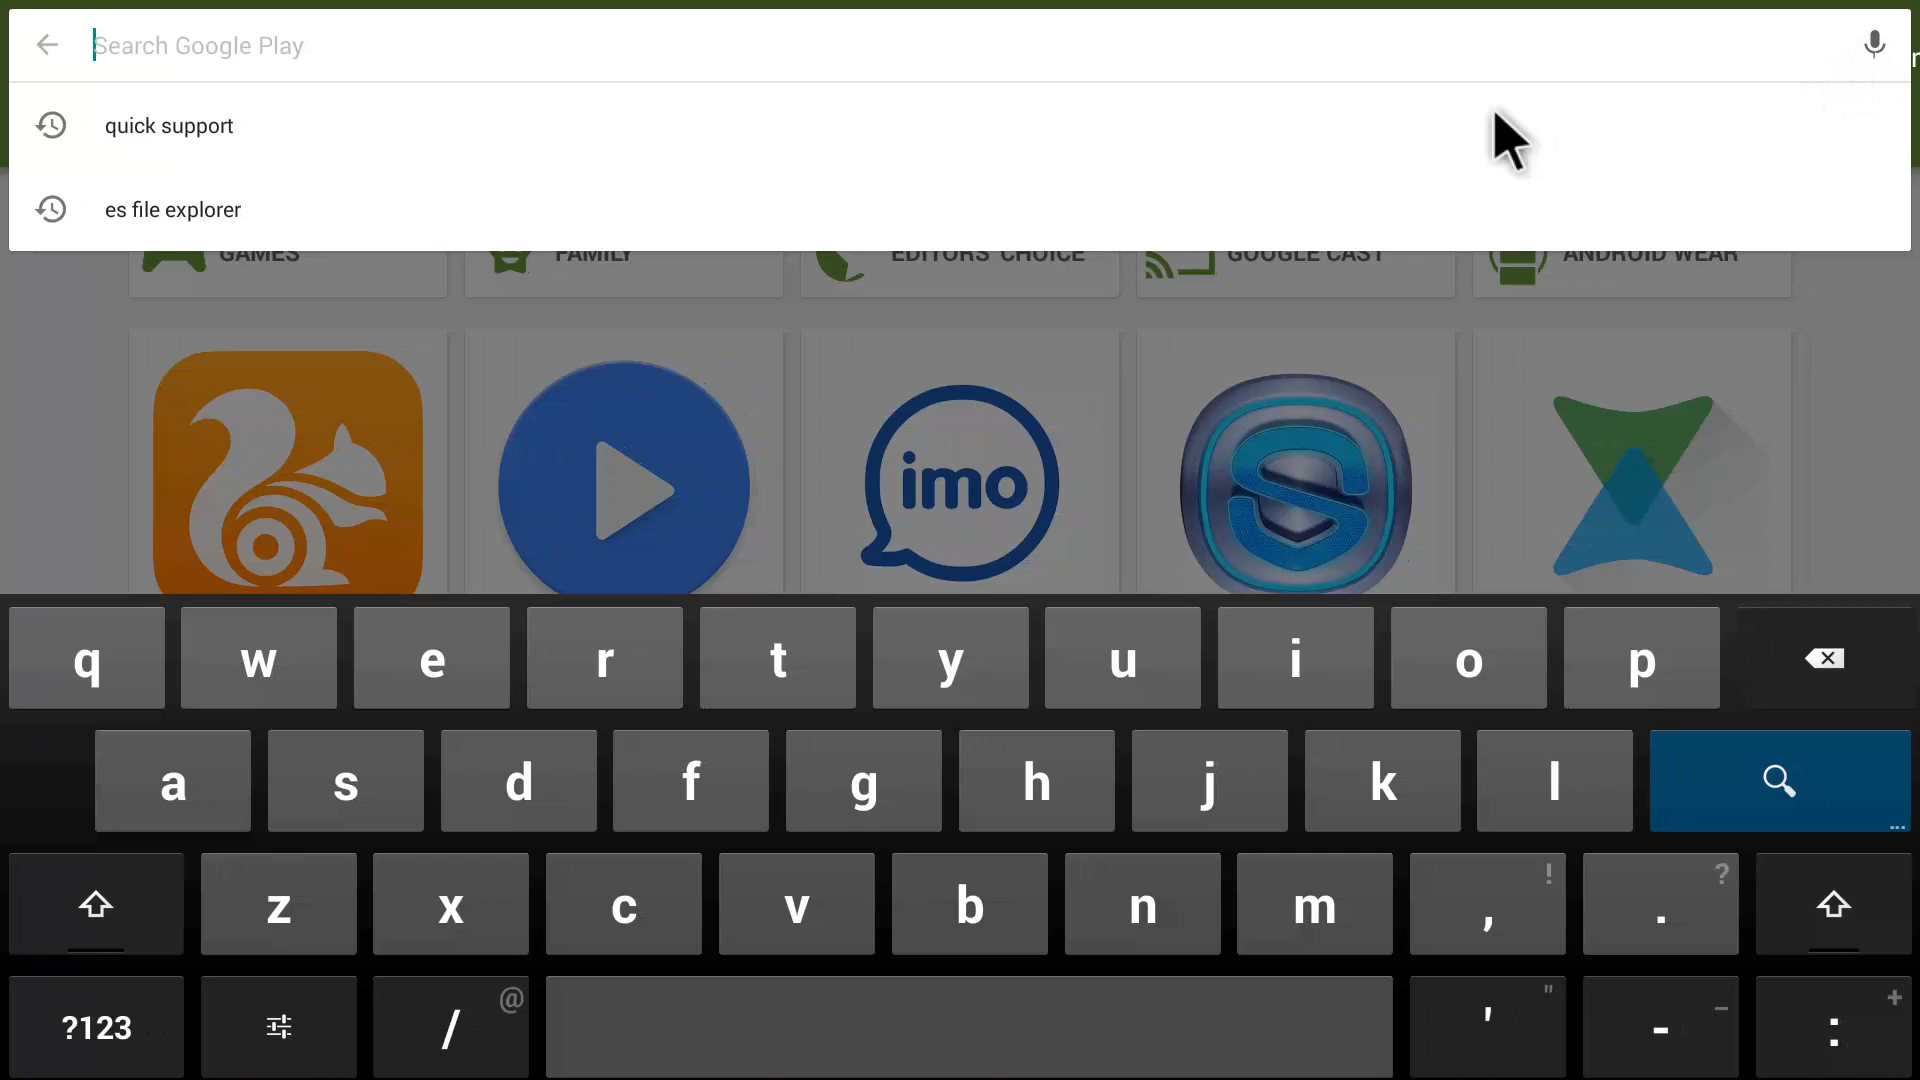 Search Google Play
quick support
es file explorer
GAMES
FAMILY
EDITORS' CHOICE
GOOGLE CAST
ANDROID WEAR
imo
q w e r t y u i o p
a s d f g h j k l
...
z x c v b n m , ! . ?
?123 / @ ' " - _ : +